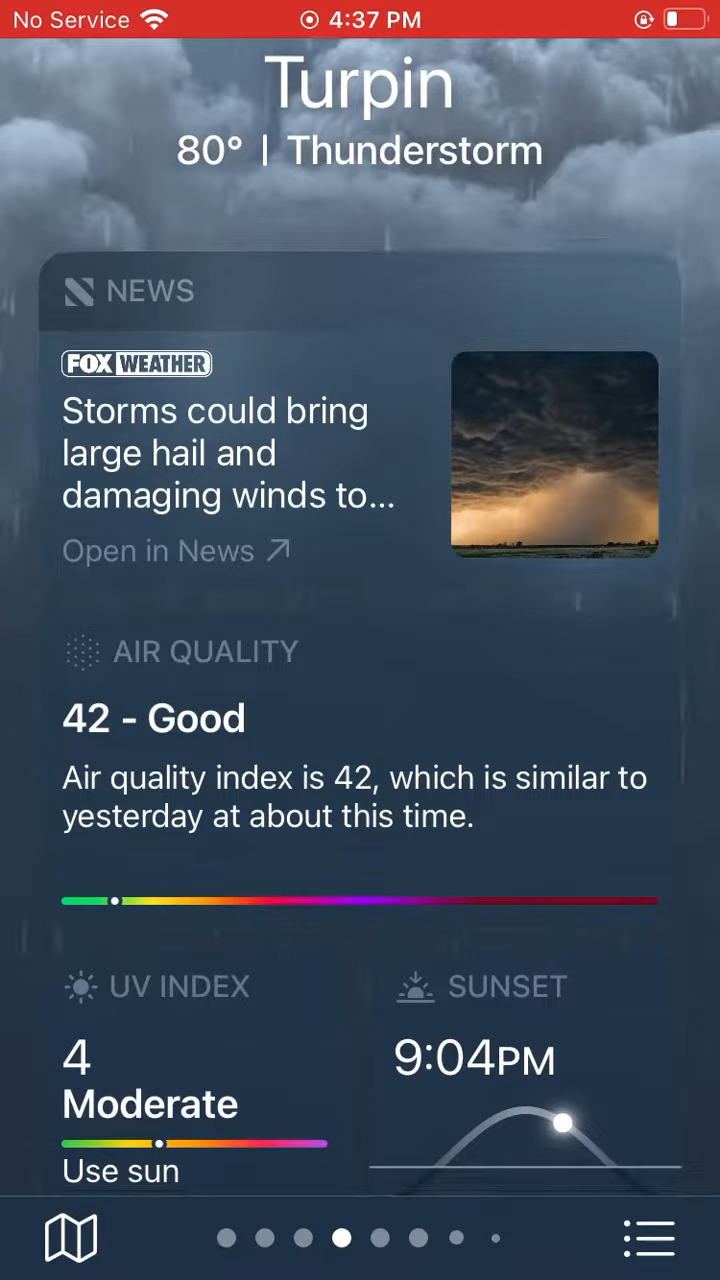 No Service 4:37 PM
Turpin
80° | Thunderstorm
NEWS
FOX WEATHER
Storms could bring
large hail and
damaging winds to...
Open in News
AIR QUALITY
42 - Good
Air quality index is 42, which is similar to
yesterday at about this time.
UV INDEX
4
Moderate
Use sun
SUNSET
9:04PM